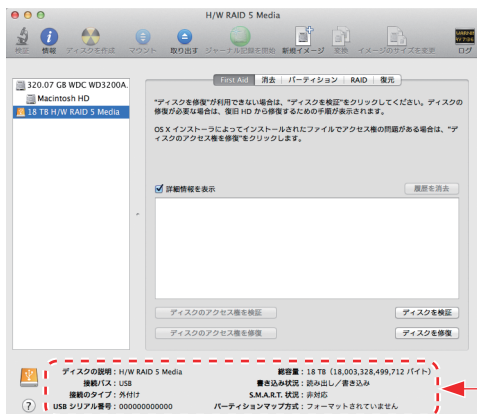 H/W RAID 5 Media
検証 情報 ディスクを作成 マウント 取り出す ジャーナル記録を開始 新規イメージ 変換 イメージのサイズを変更 ログ
320.07 GB WDC WD3200A.
Macintosh HD
18 TB H/W RAID 5 Media
First Aid 消去 パーティション RAID 復元
"ディスクを修復"が利用できない場合は、"ディスクを検証"をクリックしてください。ディスクの
修復が必要な場合は、復旧 HD から修復するための手順が表示されます。
OS X インストーラによってインストールされたファイルでアクセス権の問題がある場合は、"デ
ィスクのアクセス権を修復"をクリックします。
詳細情報を表示 履歴を消去
ディスクのアクセス権を検証 ディスクを検証
ディスクのアクセス権を修復 ディスクを修復
ディスクの説明：H/W RAID 5 Media 総容量：18 TB（18,003,328,499,712 バイト）
接続バス：USB 書き込み状況：読み出し／書き込み
接続のタイプ：外付け S.M.A.R.T. 状況：非対応
USB シリアル番号：000000000000 パーティションマップ方式：フォーマットされていません
?